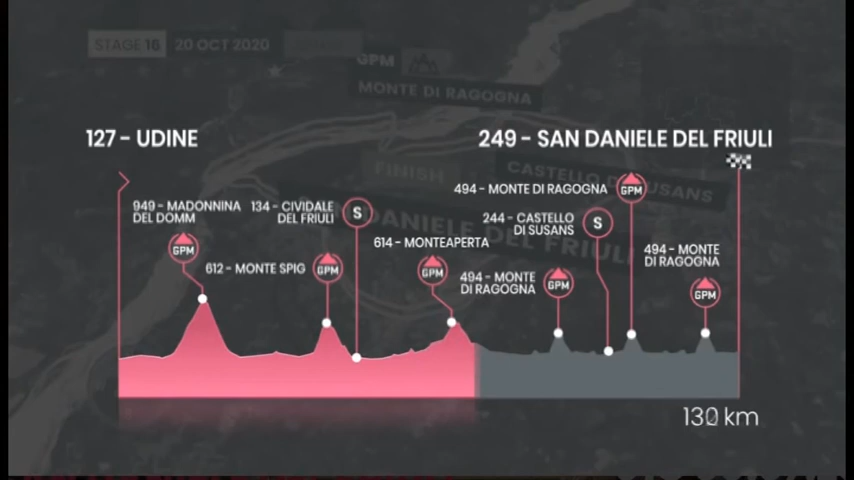 STAGE 16
20 OCT 2020
GPM
MONTE DI RAGOGNA
127 - UDINE
249 - SAN DANIELE DEL FRIULI
FINISH
CASTELLO DI SUSANS
DANIELE DEL FRIULI
949 - MADONNINA
DEL DOMM
GPM
612 - MONTE SPIG
GPM
134 - CIVIDALE
DEL FRIULI
S
614 - MONTEAPERTA
GPM
494 - MONTE
DI RAGOGNA
GPM
494 - MONTE DI RAGOGNA
GPM
244 - CASTELLO
DI SUSANS
S
494 - MONTE
DI RAGOGNA
GPM
km